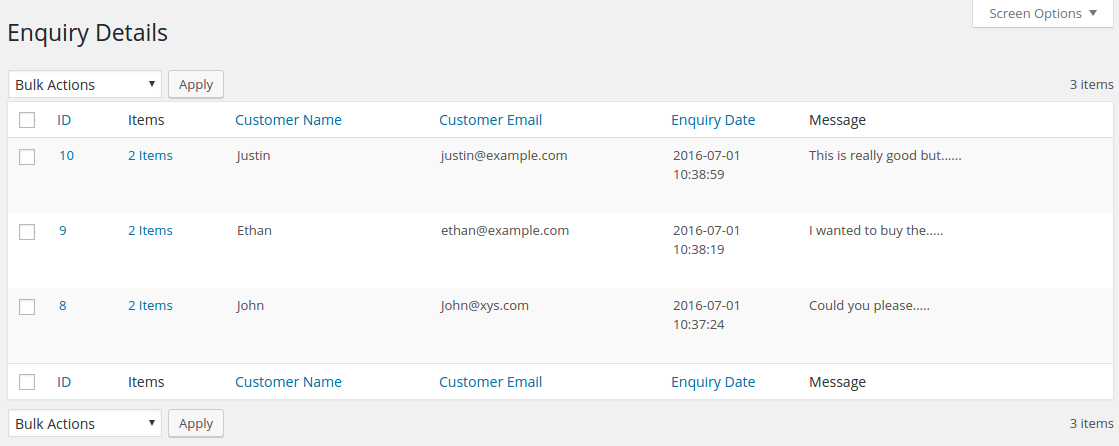 Screen Options
Enquiry Details
Bulk Actions Apply 3 items
ID Items Customer Name Customer Email Enquiry Date Message
10 2 Items Justin justin@example.com 2016-07-01 This is really good but......
10:38:59
9 2 Items Ethan ethan@example.com 2016-07-01 I wanted to buy the.....
10:38:19
8 2 Items John John@xys.com 2016-07-01 Could you please.....
10:37:24
ID Items Customer Name Customer Email Enquiry Date Message
Bulk Actions Apply 3 items